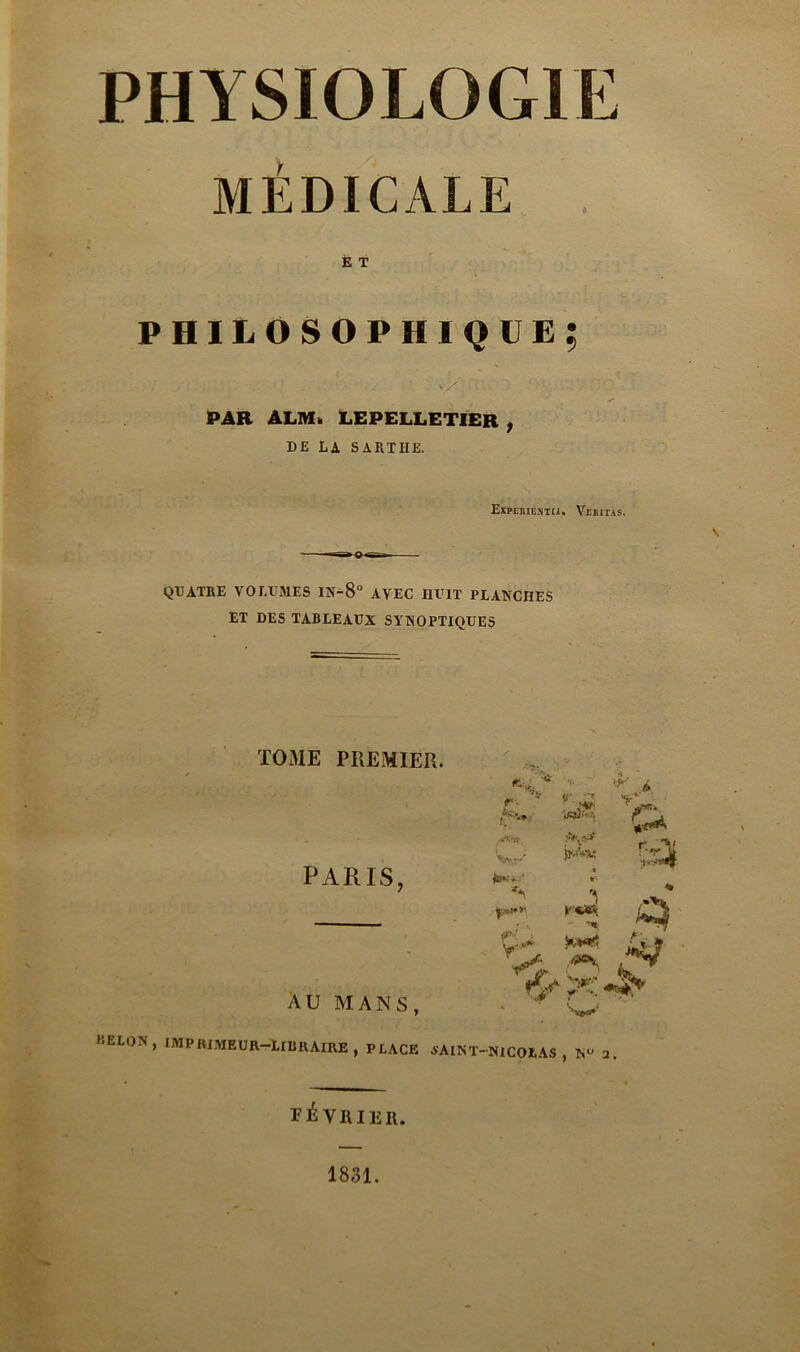 PHYSIOLOGIE
MÉDICALE
ET
PHILOSOPHIQUE;
PAR ALM. LEPELLETIER,
DE LA SARTHE.
EXPERIENTIA. VERITAS.
QUATRE VOLUMES IN-8° AVEC HUIT PLANCHES
ET DES TABLEAUX SYNOPTIQUES
TOME PREMIER.
PARIS,
AU MANS,
BELON, IMPRIMEUR-LIBRAIRE, PLACE SAINT-NICOLAS, N° 2.
FÉVRIER.
1831.